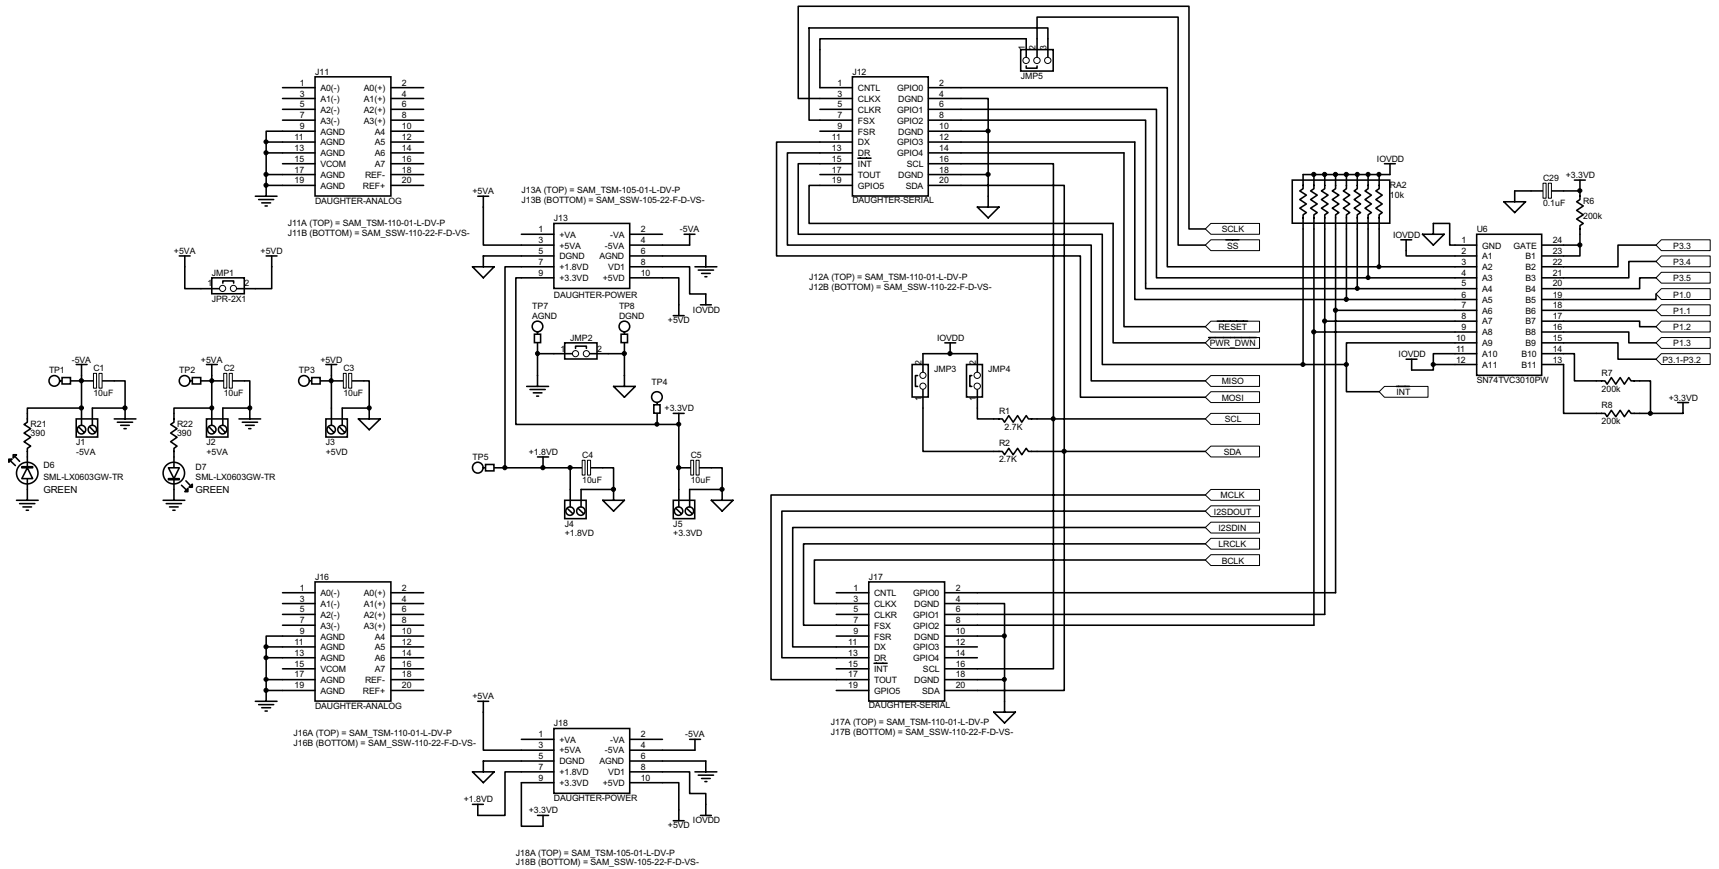 J11
1 A0(-) A0(+) 2
3 A1(-) A1(+) 4
5 A2(-) A2(+) 6
7 A3(-) A3(+) 8
9 AGND A4 10
11 AGND A5 12
13 AGND A6 14
15 VCOM A7 16
17 AGND REF- 18
19 AGND REF+ 20
DAUGHTER-ANALOG
J11A (TOP) = SAM_TSM-110-01-L-DV-P
J11B (BOTTOM) = SAM_SSW-110-22-F-D-VS-
+5VA +5VD
JMP1
1 2
JPR-2X1
J13A (TOP) = SAM_TSM-105-01-L-DV-P
J13B (BOTTOM) = SAM_SSW-105-22-F-D-VS-
+5VA
J13
-5VA
1 +VA -VA 2
3 +5VA -5VA 4
5 DGND AGND 6
7 +1.8VD VD1 8
9 +3.3VD +5VD 10
DAUGHTER-POWER
IOVDD
+5VD
TP7
AGND
TP8
DGND
JMP2
1 2
TP4
+3.3VD
-5VA
TP1
C1
10uF
R21
390
J1
-5VA
D6
SML-LX0603GW-TR
GREEN
+5VA
TP2
C2
10uF
R22
390
J2
+5VA
D7
SML-LX0603GW-TR
GREEN
+5VD
TP3
C3
10uF
J3
+5VD
TP5
+1.8VD
C4
10uF
J4
+1.8VD
C5
10uF
J5
+3.3VD
J16
1 A0(-) A0(+) 2
3 A1(-) A1(+) 4
5 A2(-) A2(+) 6
7 A3(-) A3(+) 8
9 AGND A4 10
11 AGND A5 12
13 AGND A6 14
15 VCOM A7 16
17 AGND REF- 18
19 AGND REF+ 20
DAUGHTER-ANALOG
J16A (TOP) = SAM_TSM-110-01-L-DV-P
J16B (BOTTOM) = SAM_SSW-110-22-F-D-VS-
+5VA
J18
-5VA
1 +VA -VA 2
3 +5VA -5VA 4
5 DGND AGND 6
7 +1.8VD VD1 8
9 +3.3VD +5VD 10
DAUGHTER-POWER
+1.8VD
+3.3VD
+5VD
IOVDD
J18A (TOP) = SAM_TSM-105-01-L-DV-P
J18B (BOTTOM) = SAM_SSW-105-22-F-D-VS-
1 2 3
JMP5
J12
1 CNTL GPIO0 2
3 CLKX DGND 4
5 CLKR GPIO1 6
7 FSX GPIO2 8
9 FSR DGND 10
11 DX GPIO3 12
13 DR GPIO4 14
15 INT SCL 16
17 TOUT DGND 18
19 GPIO5 SDA 20
DAUGHTER-SERIAL
J12A (TOP) = SAM_TSM-110-01-L-DV-P
J12B (BOTTOM) = SAM_SSW-110-22-F-D-VS-
SCLK
SS
RESET
PWR_DWN
MISO
MOSI
SCL
SDA
INT
IOVDD
1 2
JMP3
1 2
JMP4
R1
2.7K
R2
2.7K
MCLK
I2SDOUT
I2SDIN
LRCLK
BCLK
J17
1 CNTL GPIO0 2
3 CLKX DGND 4
5 CLKR GPIO1 6
7 FSX GPIO2 8
9 FSR DGND 10
11 DX GPIO3 12
13 DR GPIO4 14
15 INT SCL 16
17 TOUT DGND 18
19 GPIO5 SDA 20
DAUGHTER-SERIAL
J17A (TOP) = SAM_TSM-110-01-L-DV-P
J17B (BOTTOM) = SAM_SSW-110-22-F-D-VS-
IOVDD
RA2
10k
C29
0.1uF
+3.3VD
R6
200k
IOVDD
U6
1 GND GATE 24
2 A1 B1 23
3 A2 B2 22
4 A3 B3 21
5 A4 B4 20
6 A5 B5 19
7 A6 B6 18
8 A7 B7 17
9 A8 B8 16
10 A9 B9 15
11 A10 B10 14
12 A11 B11 13
SN74TVC3010PW
IOVDD
P3.3
P3.4
P3.5
P1.0
P1.1
P1.2
P1.3
P3.1-P3.2
R7
200k
R8
200k
+3.3VD